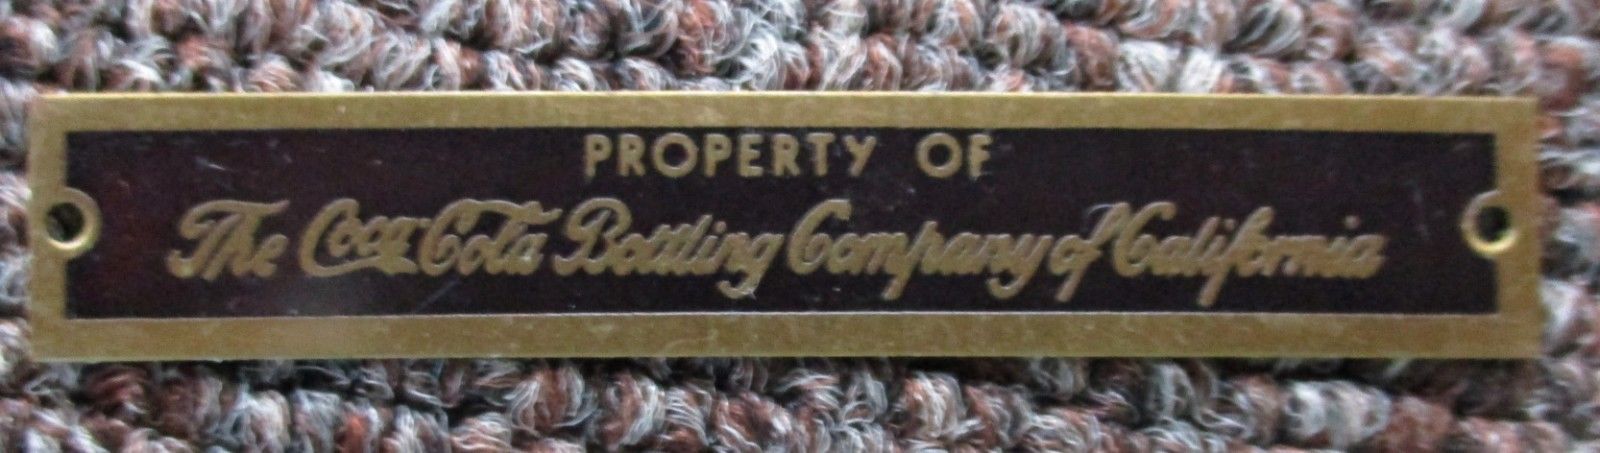 PROPERTY OF
The Coca-Cola Bottling Company of California